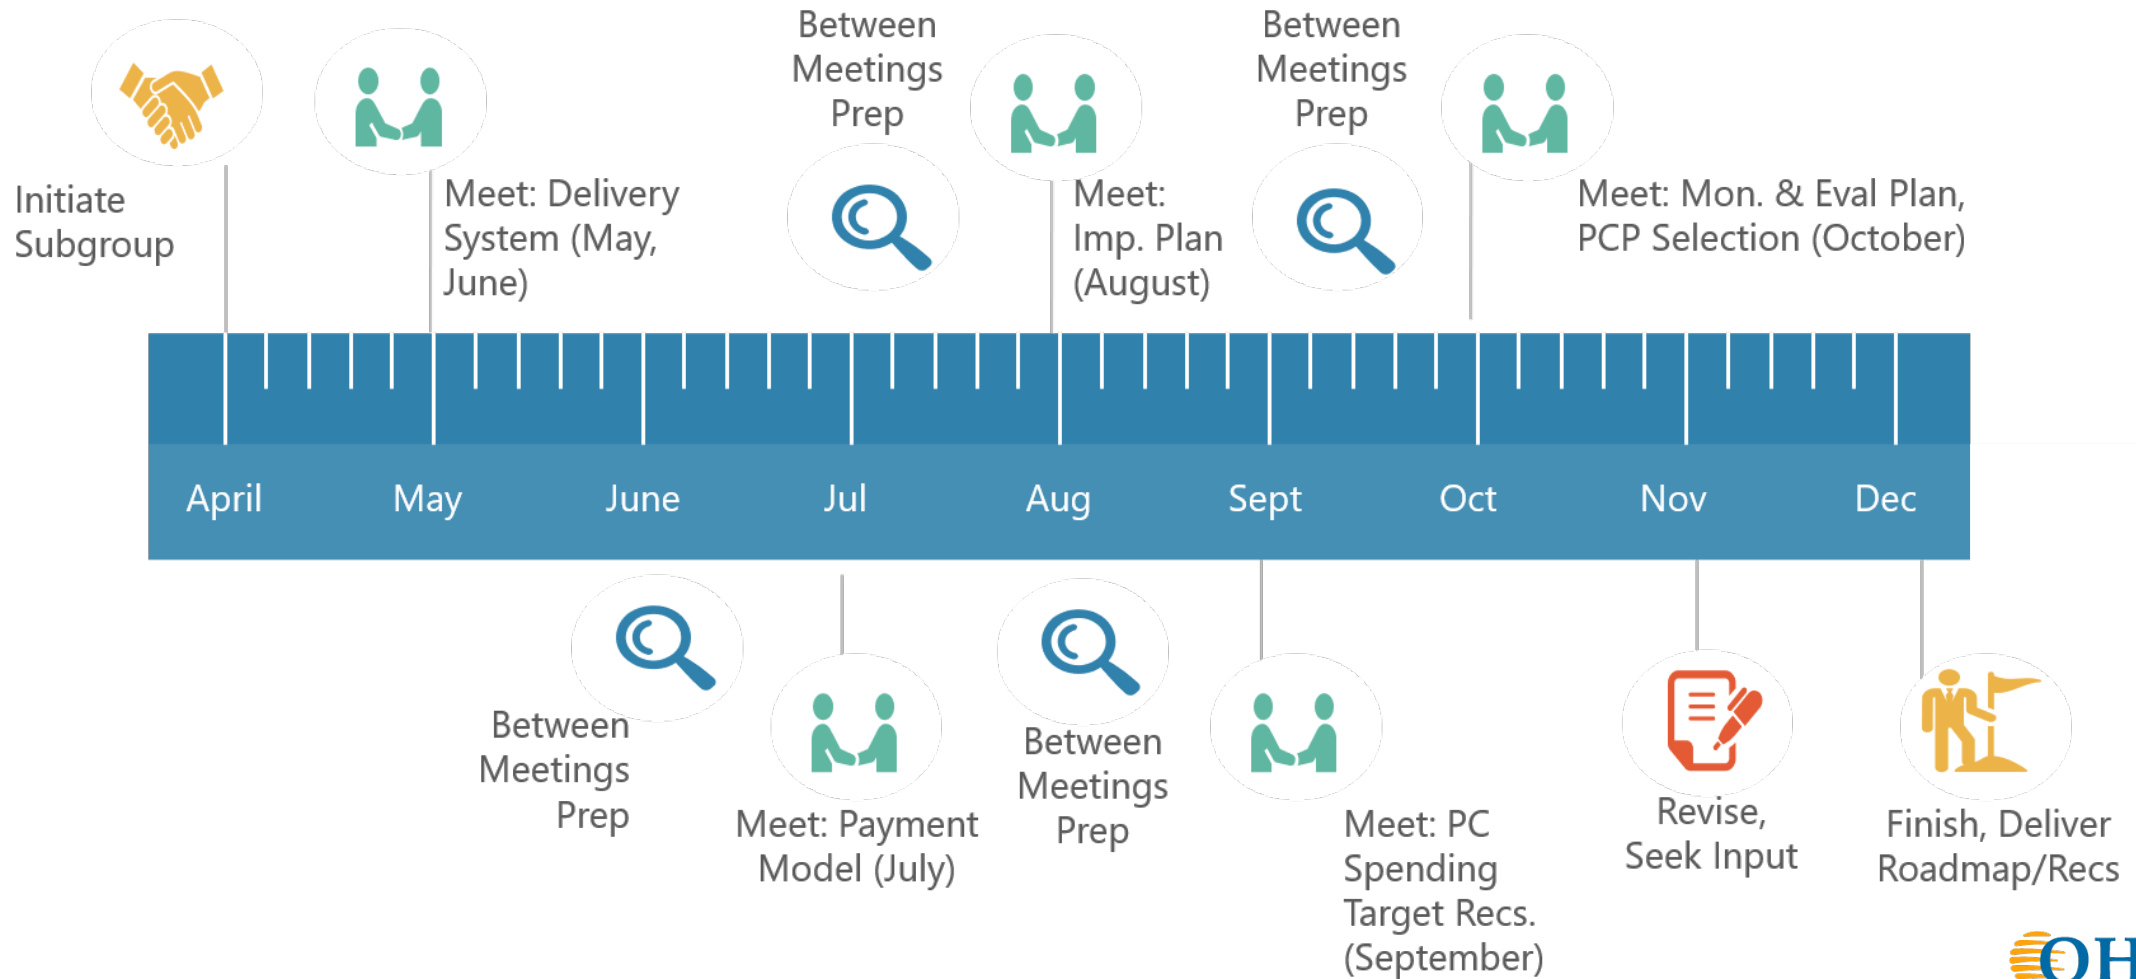 Initiate
Subgroup
Meet: Delivery
System (May,
June)
Between
Meetings
Prep
Meet:
Imp. Plan
(August)
Between
Meetings
Prep
Meet: Mon. & Eval Plan,
PCP Selection (October)
April
May
June
Jul
Aug
Sept
Oct
Nov
Dec
Between
Meetings
Prep
Meet: Payment
Model (July)
Between
Meetings
Prep
Meet: PC
Spending
Target Recs.
(September)
Revise,
Seek Input
Finish, Deliver
Roadmap/Recs
OH